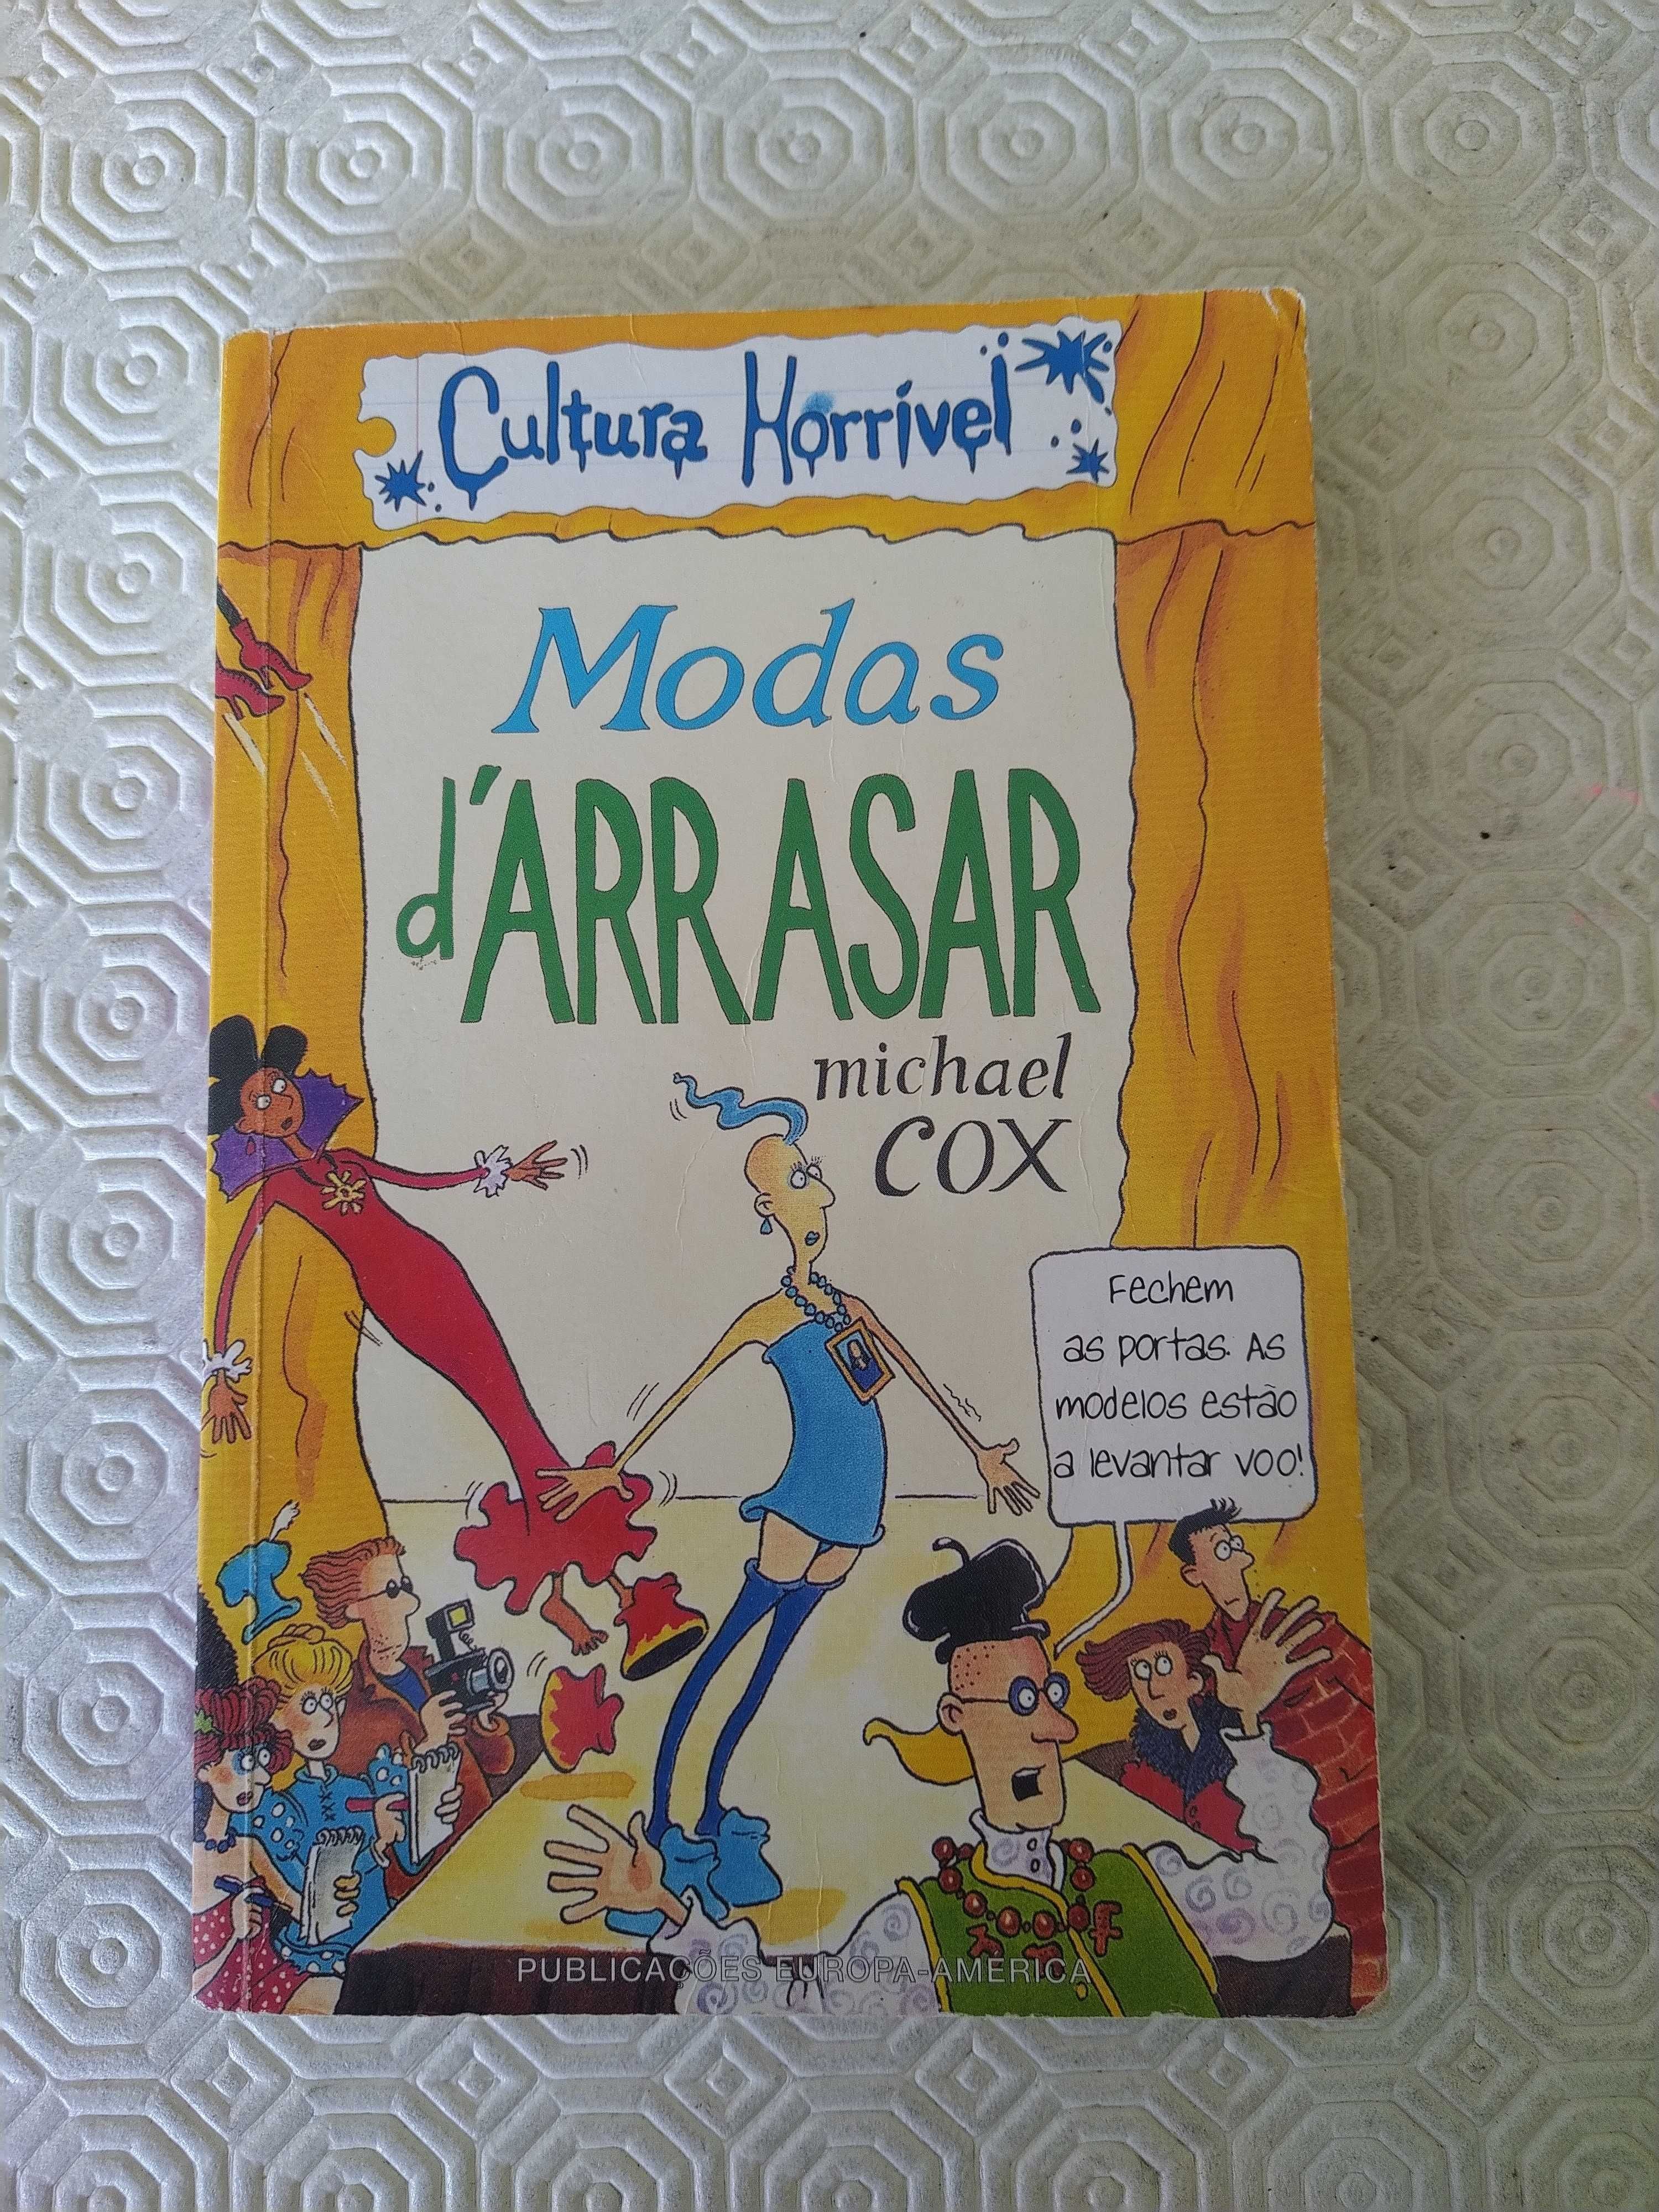 Cultura Horrível
Modas
d'ARRASAR
michael
COX
Fechem
as portas. As
modelos estão
a levantar voo!
PUBLICAÇÕES EUROPA-AMÉRICA